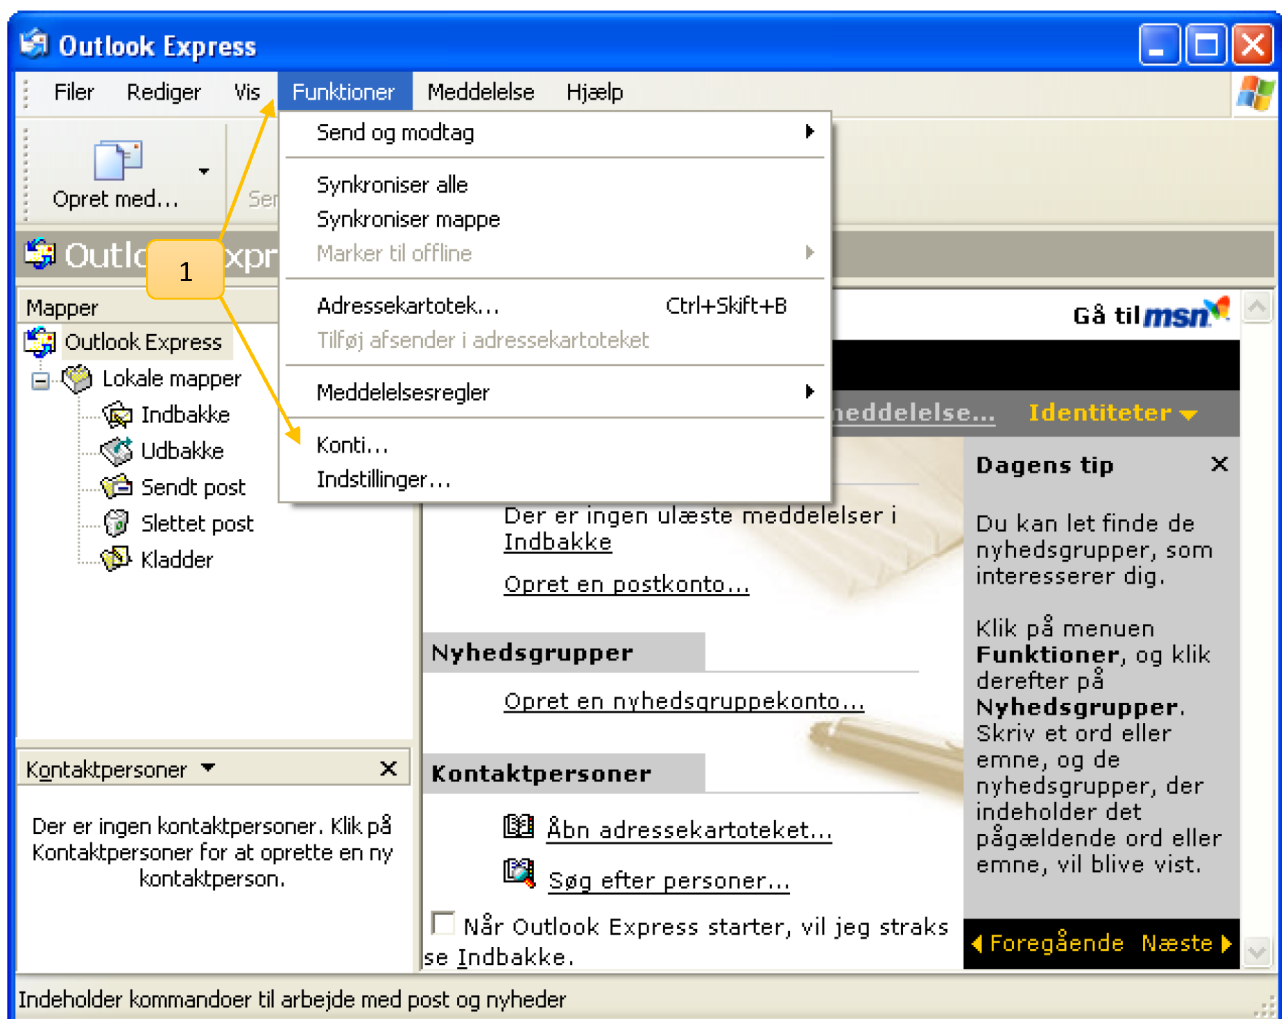 Outlook Express
Filer Rediger Vis Funktioner Meddelelse Hjælp
Send og modtag
Synkroniser alle
Synkroniser mappe
Marker til offline
Adressekartotek... Ctrl+Skift+B
Tilføj afsender i adressekartoteket
Meddelelsesregler
Konti...
Indstillinger...
Opret med...
1
Mapper
Outlook Express
Lokale mapper
Indbakke
Udbakke
Sendt post
Slettet post
Kladder
Gå til msn
Identiteter
Der er ingen ulæste meddelelser i
Indbakke
Opret en postkonto...
Nyhedsgrupper
Opret en nyhedsgruppekonto...
Kontaktpersoner
Åbn adressekartoteket...
Søg efter personer...
Når Outlook Express starter, vil jeg straks
se Indbakke.
Dagens tip
Du kan let finde de
nyhedsgrupper, som
interesserer dig.
Klik på menuen
Funktioner, og klik
derefter på
Nyhedsgrupper.
Skriv et ord eller
emne, og de
nyhedsgrupper, der
indeholder det
pågældende ord eller
emne, vil blive vist.
Foregående Næste
Kontaktpersoner
Der er ingen kontaktpersoner. Klik på
Kontaktpersoner for at oprette en ny
kontaktperson.
Indeholder kommandoer til arbejde med post og nyheder